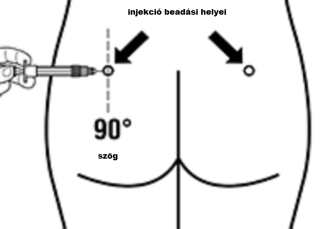 injekció beadási helyei
90°
szög